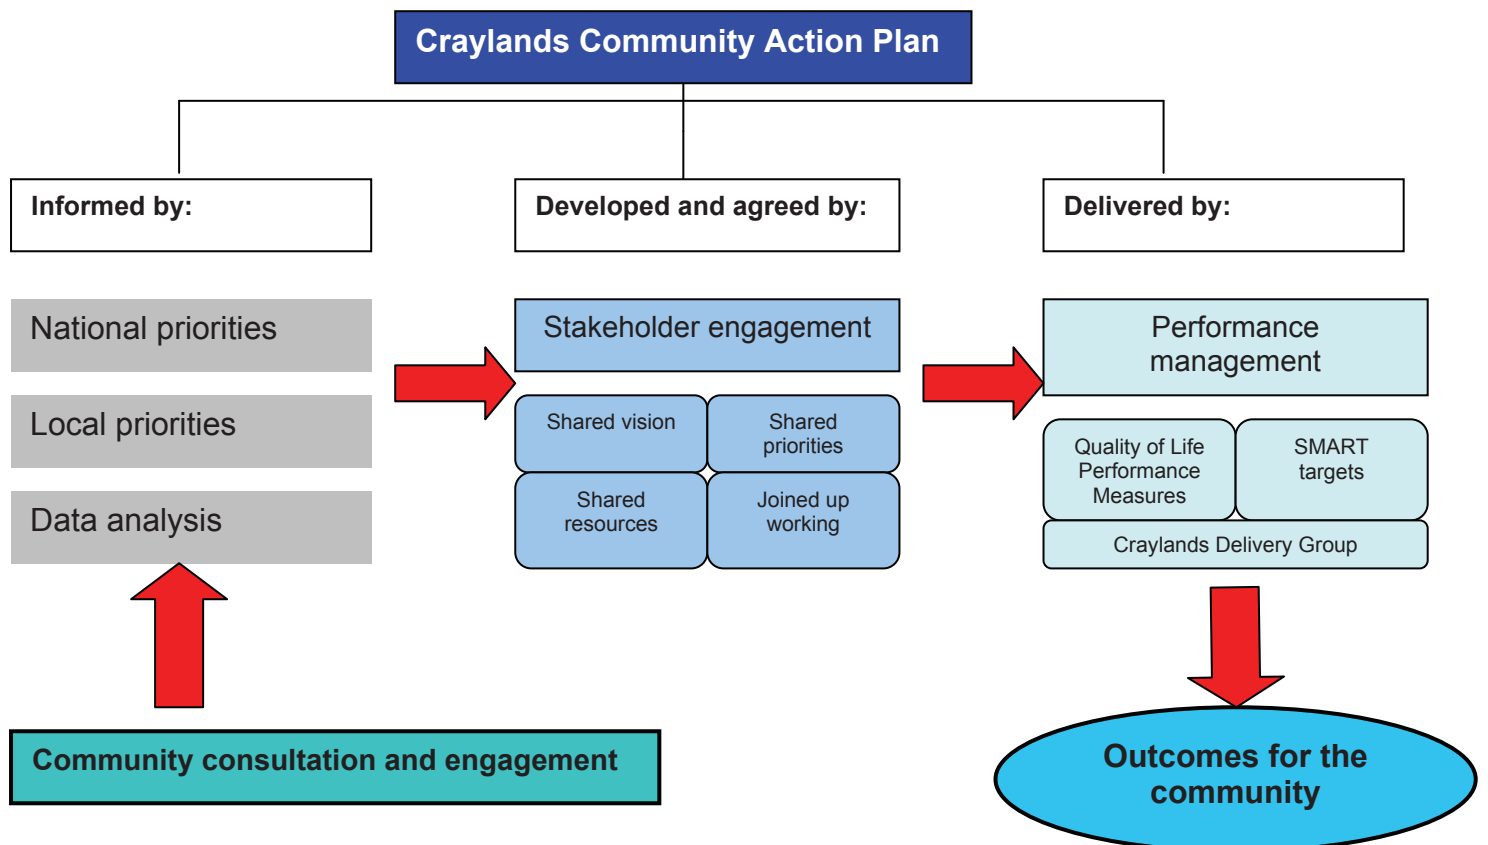 Craylands Community Action Plan
Informed by:
Developed and agreed by:
Delivered by:
National priorities
Local priorities
Data analysis
Stakeholder engagement
Shared vision
Shared
priorities
Shared
resources
Joined up
working
Performance
management
Quality of Life
Performance
Measures
SMART
targets
Craylands Delivery Group
Community consultation and engagement
Outcomes for the
community